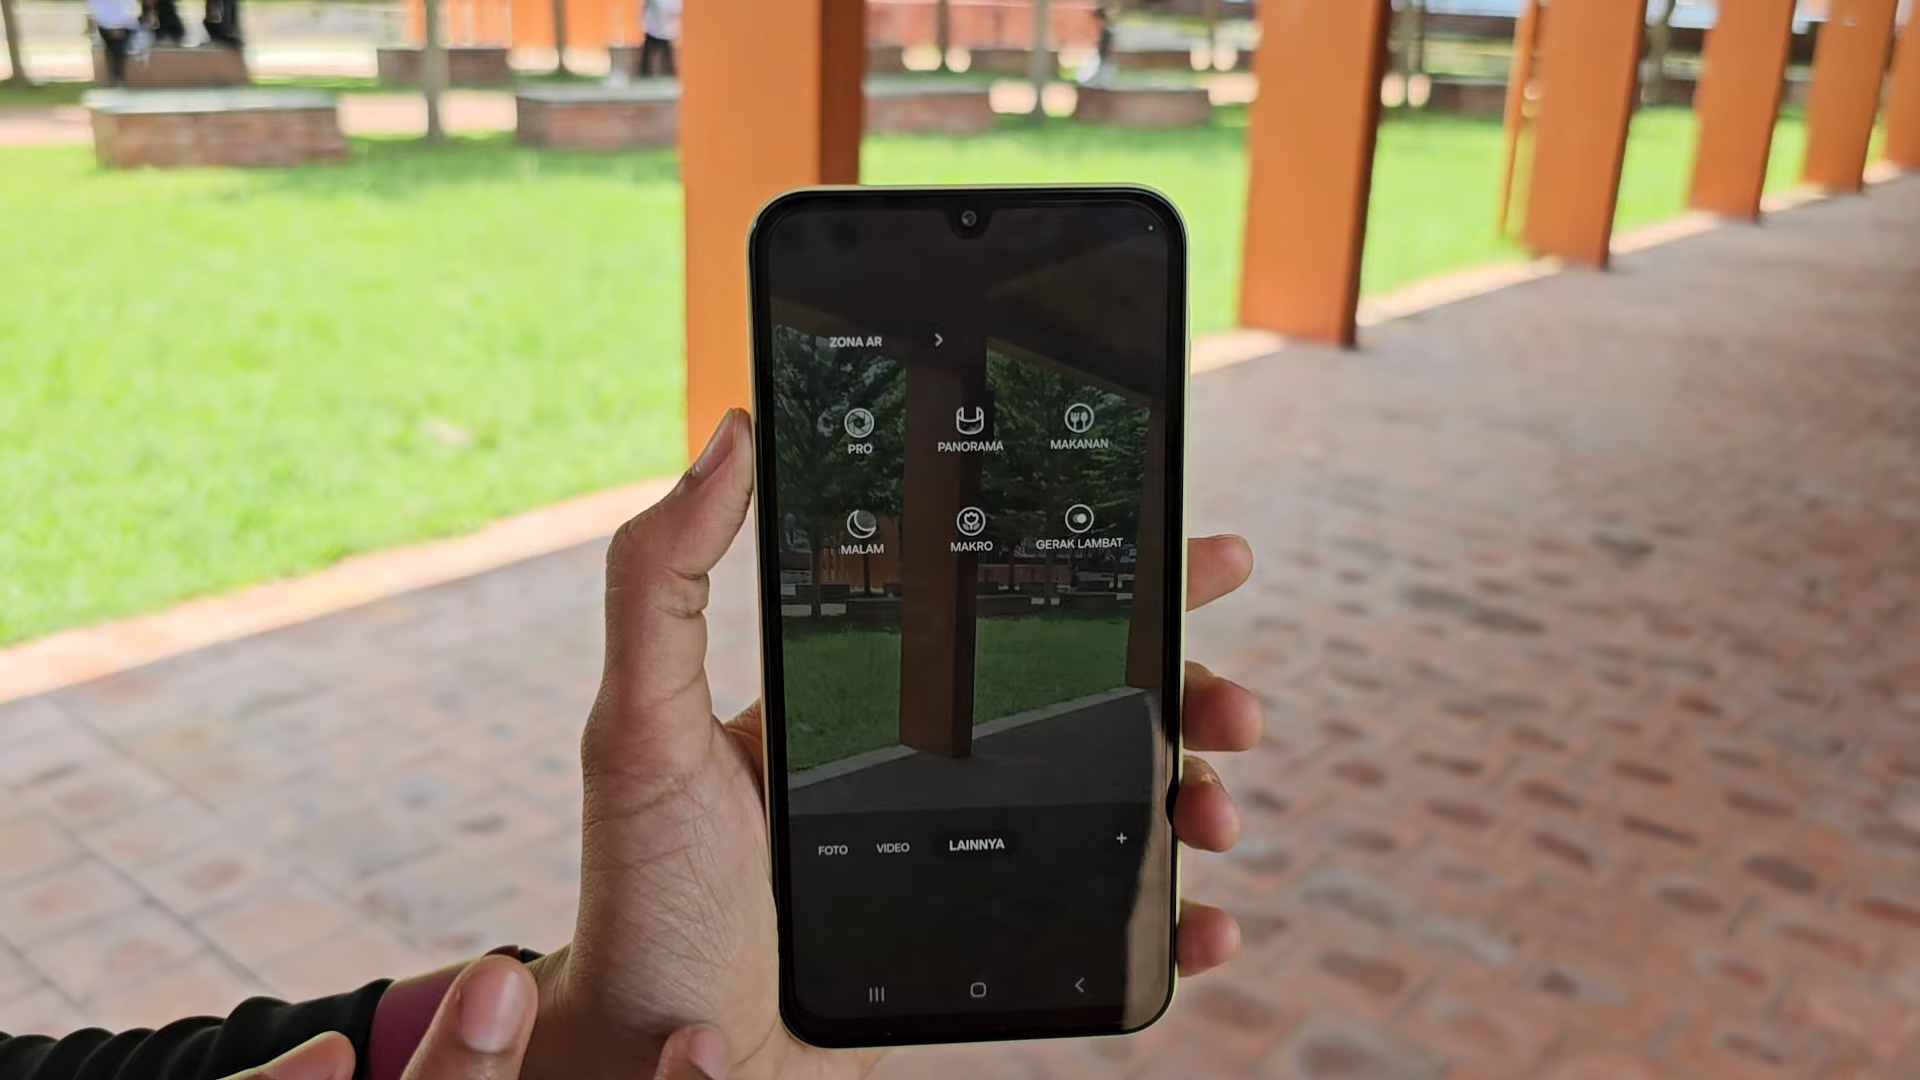 ZONA AR
PRO
PANORAMA
MAKANAN
MALAM
MAKRO
GERAK LAMBAT
FOTO VIDEO LAINNYA